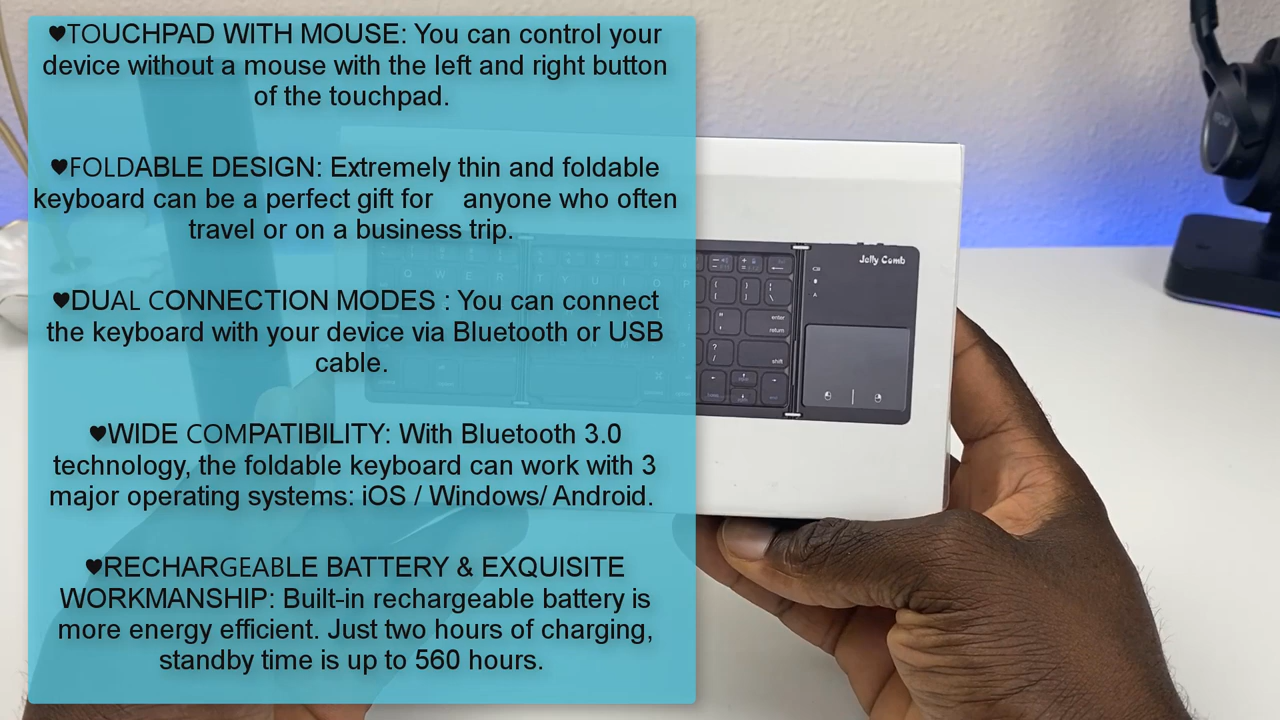 ♥TOUCHPAD WITH MOUSE: You can control your
device without a mouse with the left and right button
of the touchpad.
♥FOLDABLE DESIGN: Extremely thin and foldable
keyboard can be a perfect gift for anyone who often
travel or on a business trip.
♥DUAL CONNECTION MODES : You can connect
the keyboard with your device via Bluetooth or USB
cable.
♥WIDE COMPATIBILITY: With Bluetooth 3.0
technology, the foldable keyboard can work with 3
major operating systems: iOS / Windows/ Android.
♥RECHARGEABLE BATTERY & EXQUISITE
WORKMANSHIP: Built-in rechargeable battery is
more energy efficient. Just two hours of charging,
standby time is up to 560 hours.
Jelly Comb
Q W E R T Y U I O P
enter
return
shift